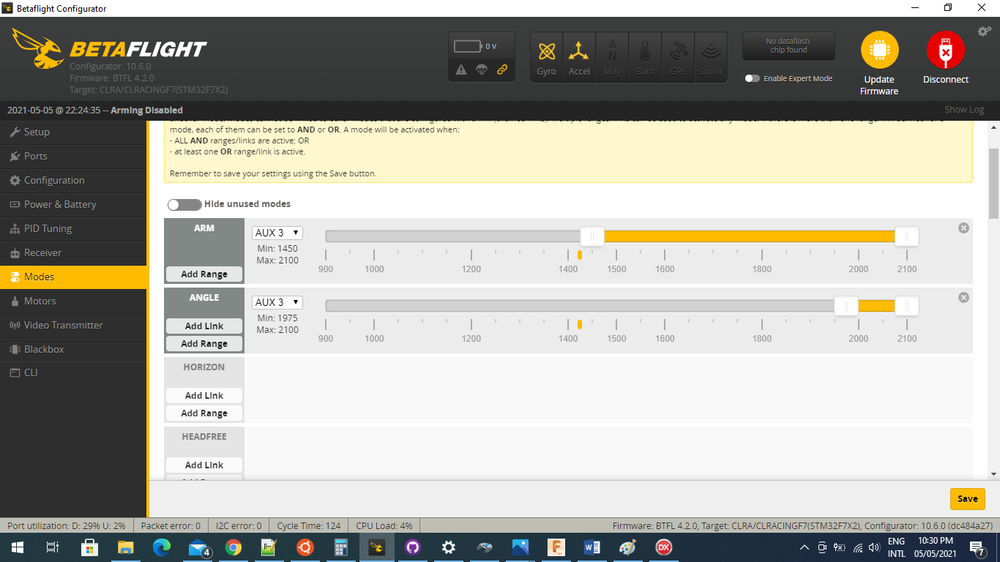 Betaflight Configurator
BETAFLIGHT
Configurator: 10.6.0
Firmware: BTFL 4.2.0
Target: CLRA/CLRACINGF7(STM32F7X2)
0 V
Gyro Accel Mag Baro GPS Sonar
No dataflash
chip found
Enable Expert Mode
Update
Firmware
Disconnect
2021-05-05 @ 22:24:35 -- Arming Disabled
Show Log
Setup
Ports
Configuration
Power & Battery
PID Tuning
Receiver
Modes
Motors
Video Transmitter
Blackbox
CLI
mode, each of them can be set to AND or OR. A mode will be activated when:
- ALL AND ranges/links are active; OR
- at least one OR range/link is active.
Remember to save your settings using the Save button.
Hide unused modes
ARM
Add Range
AUX 3
Min: 1450
Max: 2100
900 1000 1200 1400 1500 1600 1800 2000 2100
ANGLE
Add Link
Add Range
AUX 3
Min: 1975
Max: 2100
900 1000 1200 1400 1500 1600 1800 2000 2100
HORIZON
Add Link
Add Range
HEADFREE
Add Link
Save
Port utilization: D: 29% U: 2% Packet error: 0 I2C error: 0 Cycle Time: 124 CPU Load: 4% Firmware: BTFL 4.2.0, Target: CLRA/CLRACINGF7(STM32F7X2), Configurator: 10.6.0 (dc484a27)
4
W
DX
ENG
INTL
10:30 PM
05/05/2021
7